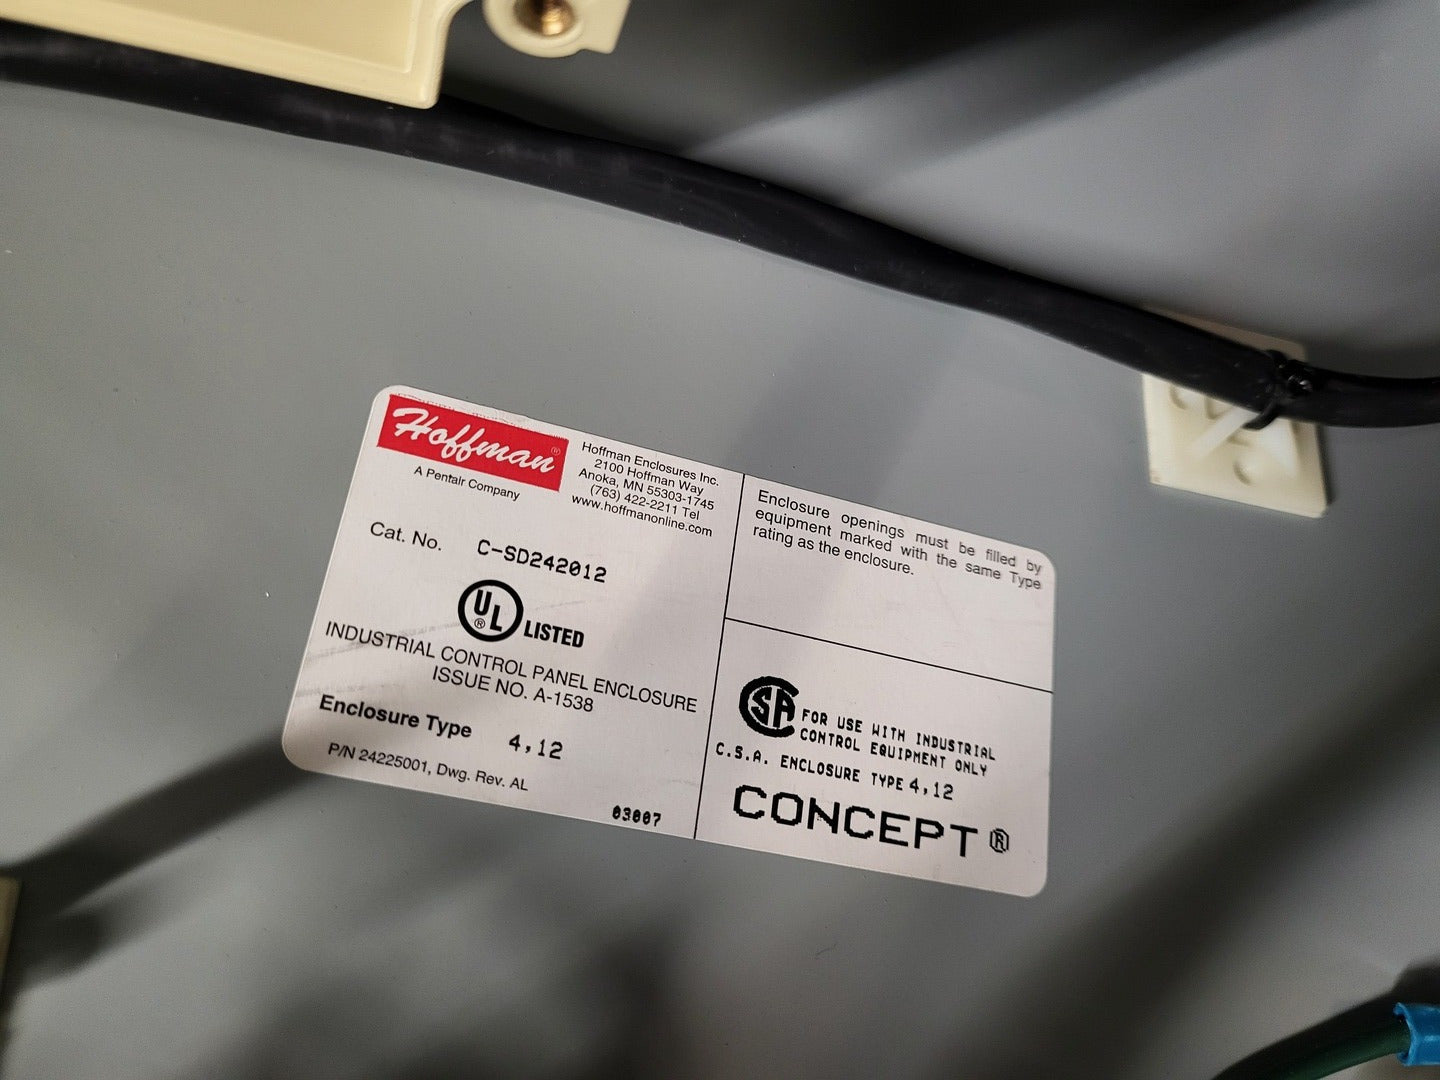 Hoffman®
A Pentair Company
Hoffman Enclosures Inc.
2100 Hoffman Way
Anoka, MN 55303-1745
(763) 422-2211 Tel
www.hoffmanonline.com
Cat. No. C-SD242012
UL® LISTED
INDUSTRIAL CONTROL PANEL ENCLOSURE
ISSUE NO. A-1538
Enclosure Type 4,12
P/N 24225001, Dwg. Rev. AL
03007
Enclosure openings must be filled by
equipment marked with the same Type
rating as the enclosure.
CSA FOR USE WITH INDUSTRIAL
CONTROL EQUIPMENT ONLY
C.S.A. ENCLOSURE TYPE 4,12
CONCEPT®